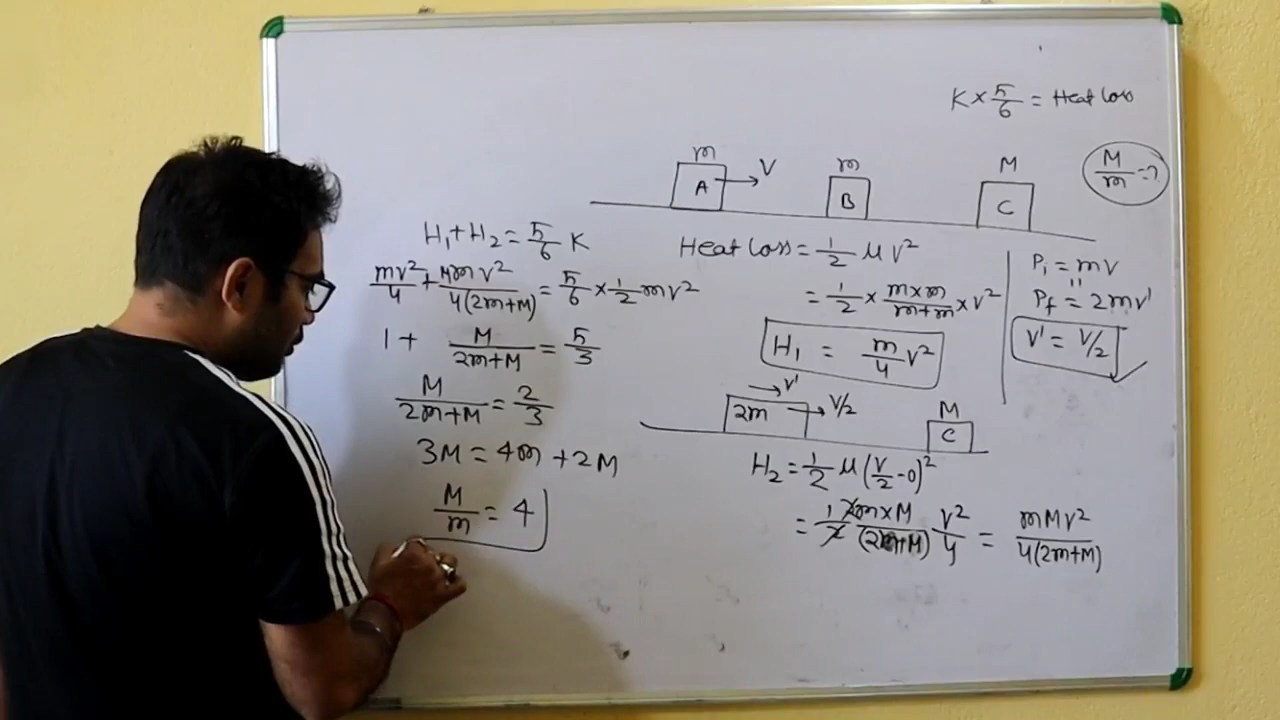 K × 5/6 = Heat loss
M/m = ?
m
A
V
m
B
M
C
H₁ + H₂ = 5/6 K
mv²/4 + Mmv²/4(2m+M) = 5/6 × 1/2 mv²
1 + M/2m+M = 5/3
M/2m+M = 2/3
3M = 4m + 2M
M/m = 4
Heat loss = 1/2 μ v²
= 1/2 × m×m/m+m × v²
H₁ = m/4 v²
v'
2m
V/2
M
C
H₂ = 1/2 μ (v/2 - 0)²
= 1/2 2m×M/(2m+M) v²/4 = mMv²/4(2m+M)
Pᵢ = mv
"
Pf = 2mv'
v' = v/2